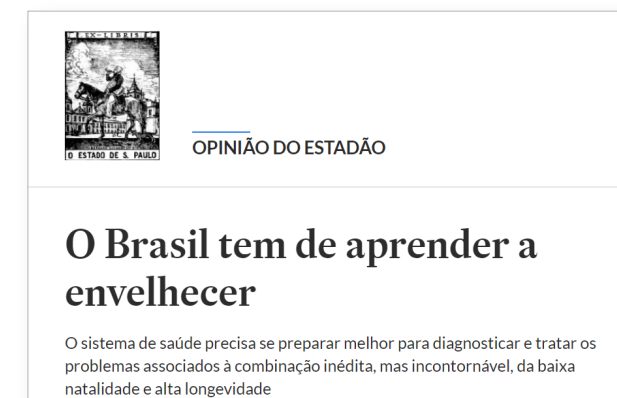 EX-LIBRIS
O ESTADO DE S. PAULO
OPINIÃO DO ESTADÃO
O Brasil tem de aprender a
envelhecer
O sistema de saúde precisa se preparar melhor para diagnosticar e tratar os
problemas associados à combinação inédita, mas incontornável, da baixa
natalidade e alta longevidade